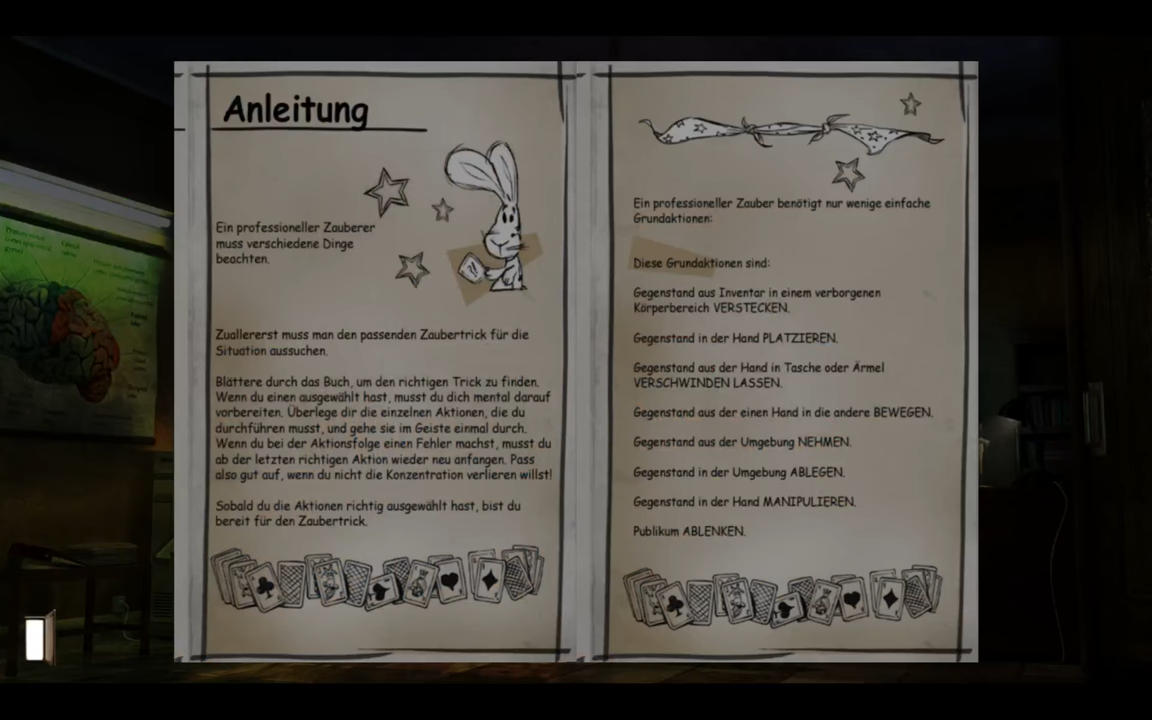 Anleitung
Ein professioneller Zauberer
muss verschiedene Dinge
beachten.
Zuallererst muss man den passenden Zaubertrick für die
Situation aussuchen.
Blättere durch das Buch, um den richtigen Trick zu finden.
Wenn du einen ausgewählt hast, musst du dich mental darauf
vorbereiten. Überlege dir die einzelnen Aktionen, die du
durchführen musst, und gehe sie im Geiste einmal durch.
Wenn du bei der Aktionsfolge einen Fehler machst, musst du
ab der letzten richtigen Aktion wieder neu anfangen. Pass
also gut auf, wenn du nicht die Konzentration verlieren willst!
Sobald du die Aktionen richtig ausgewählt hast, bist du
bereit für den Zaubertrick.
Ein professioneller Zauber benötigt nur wenige einfache
Grundaktionen:
Diese Grundaktionen sind:
Gegenstand aus Inventar in einem verborgenen
Körperbereich VERSTECKEN.
Gegenstand in der Hand PLATZIEREN.
Gegenstand aus der Hand in Tasche oder Ärmel
VERSCHWINDEN LASSEN.
Gegenstand aus der einen Hand in die andere BEWEGEN.
Gegenstand aus der Umgebung NEHMEN.
Gegenstand in der Umgebung ABLEGEN.
Gegenstand in der Hand MANIPULIEREN.
Publikum ABLENKEN.